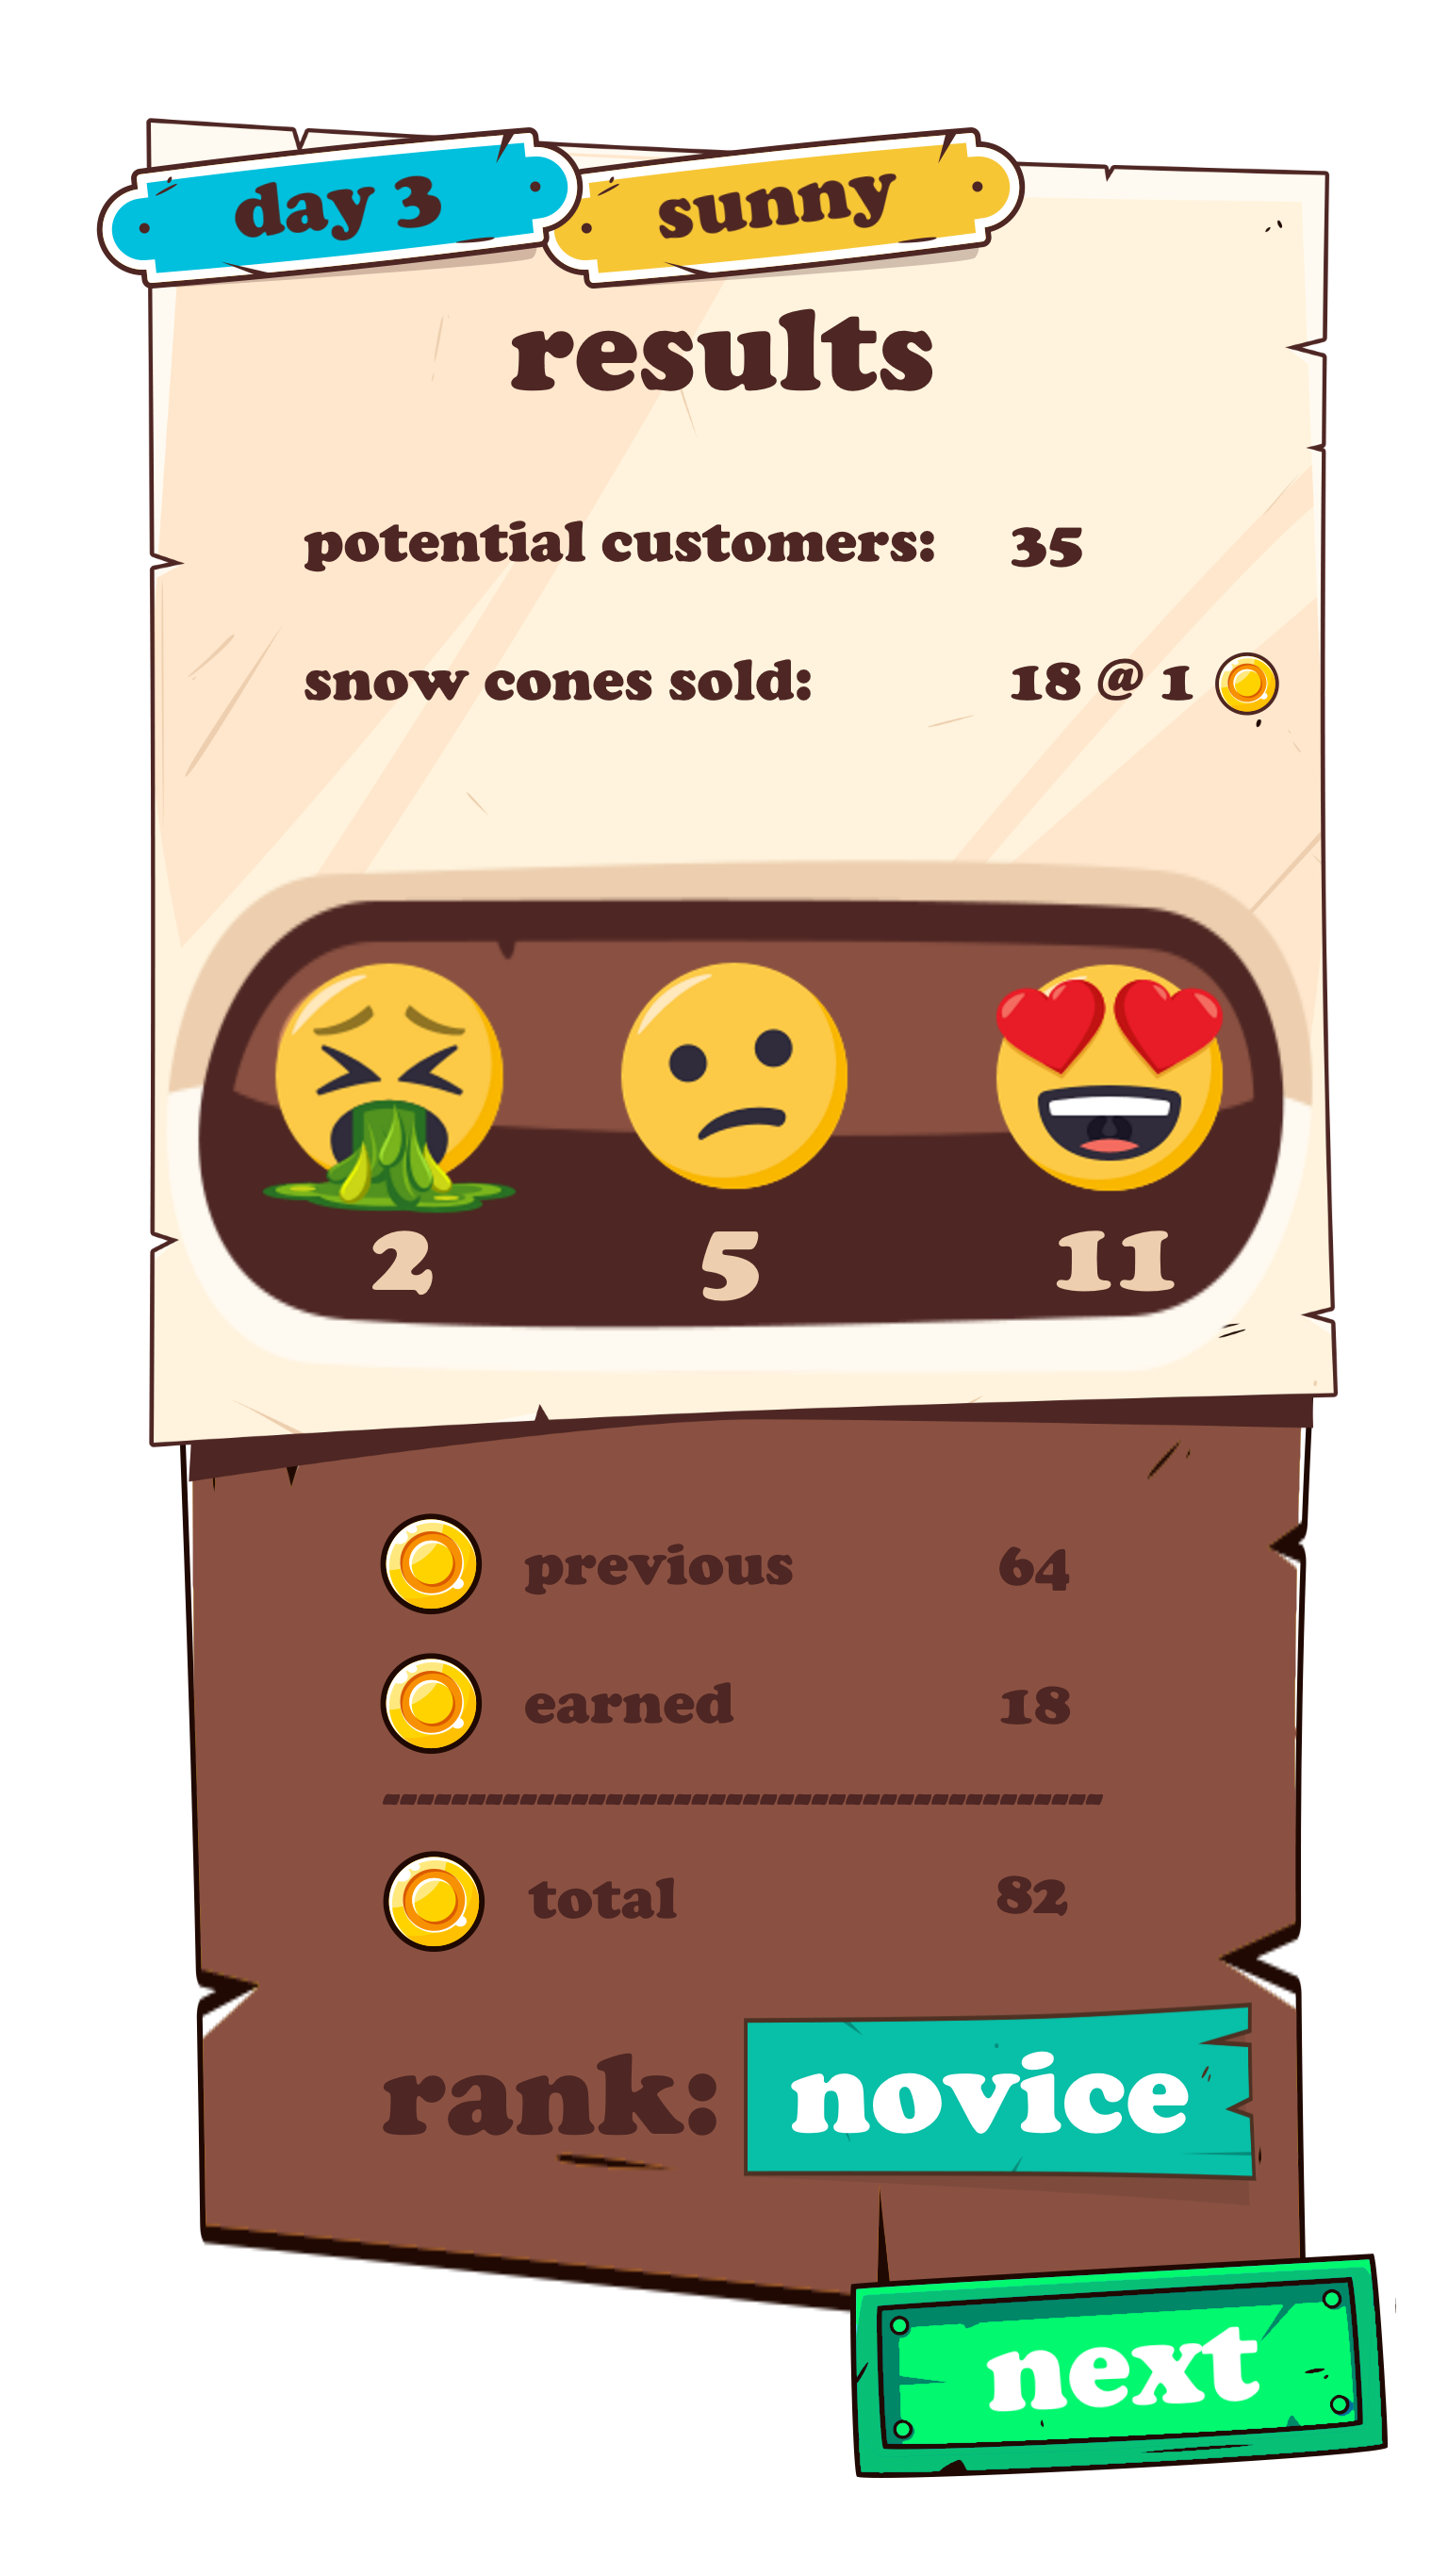 day 3
sunny
results
potential customers: 35
snow cones sold: 18 @ 1
2 5 11
previous 64
earned 18
total 82
rank: novice
next